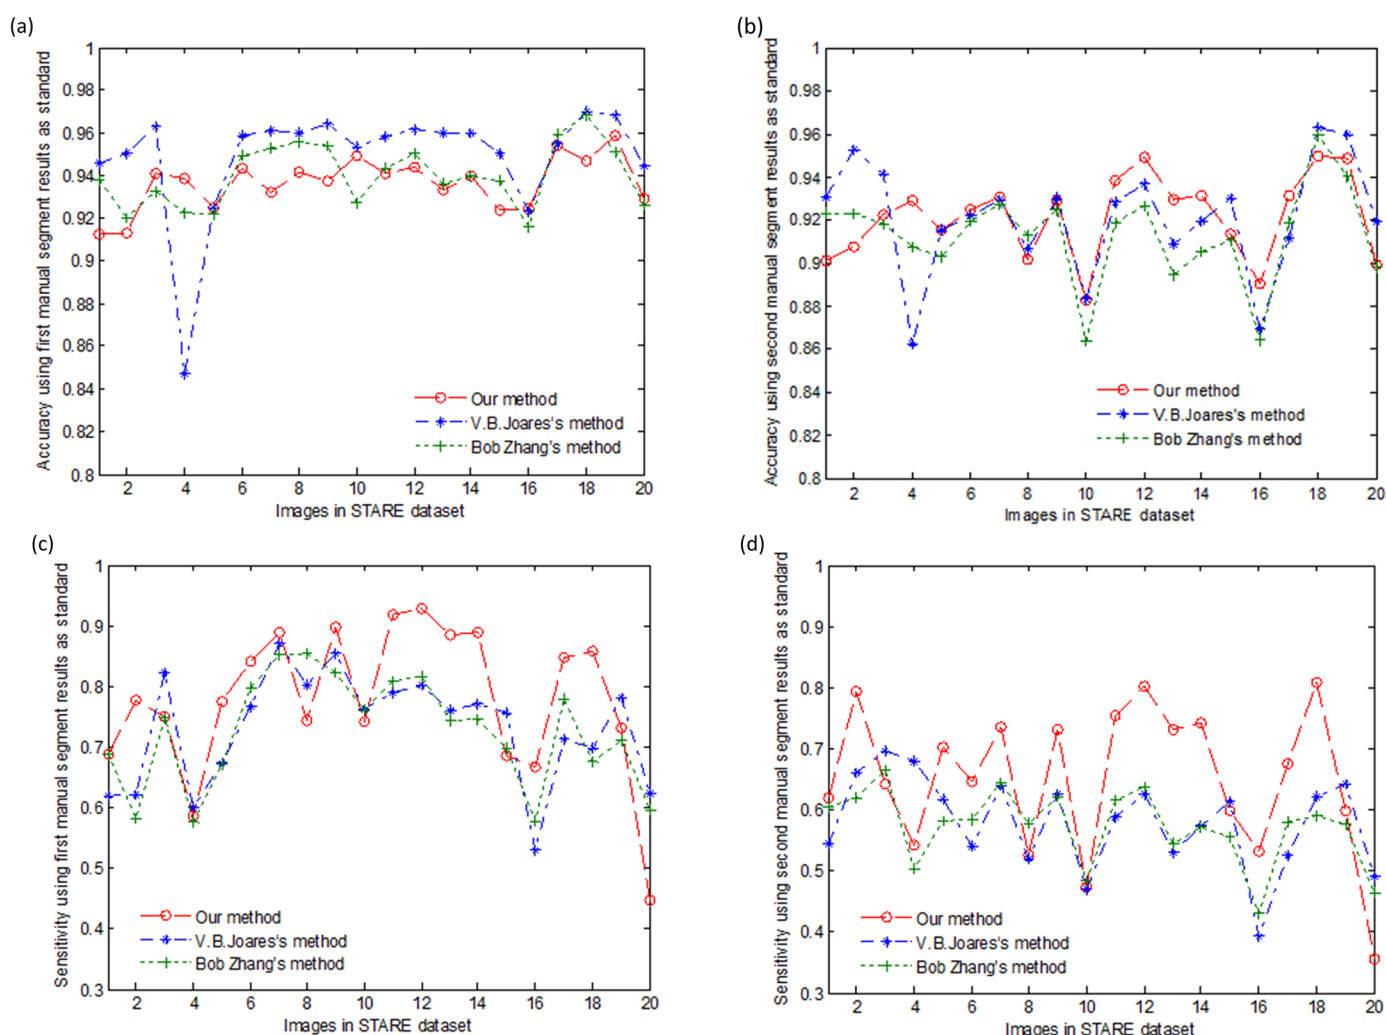 (a)
Accuracy using first manual segment results as standard
1
0.98
0.96
0.94
0.92
0.9
0.88
0.86
0.84
0.82
0.8
Our method
V.B.Joares's method
Bob Zhang's method
2 4 6 8 10 12 14 16 18 20
Images in STARE dataset
(b)
Accuracy using second manual segment results as standard
1
0.98
0.96
0.94
0.92
0.9
0.88
0.86
0.84
0.82
0.8
Our method
V.B.Joares's method
Bob Zhang's method
2 4 6 8 10 12 14 16 18 20
Images in STARE dataset
(c)
Sensitivity using first manual segment results as standard
1
0.9
0.8
0.7
0.6
0.5
0.4
0.3
Our method
V.B.Joares's method
Bob Zhang's method
2 4 6 8 10 12 14 16 18 20
Images in STARE dataset
(d)
Sensitivity using second manual segment results as standard
1
0.9
0.8
0.7
0.6
0.5
0.4
0.3
Our method
V.B.Joares's method
Bob Zhang's method
2 4 6 8 10 12 14 16 18 20
Images in STARE dataset